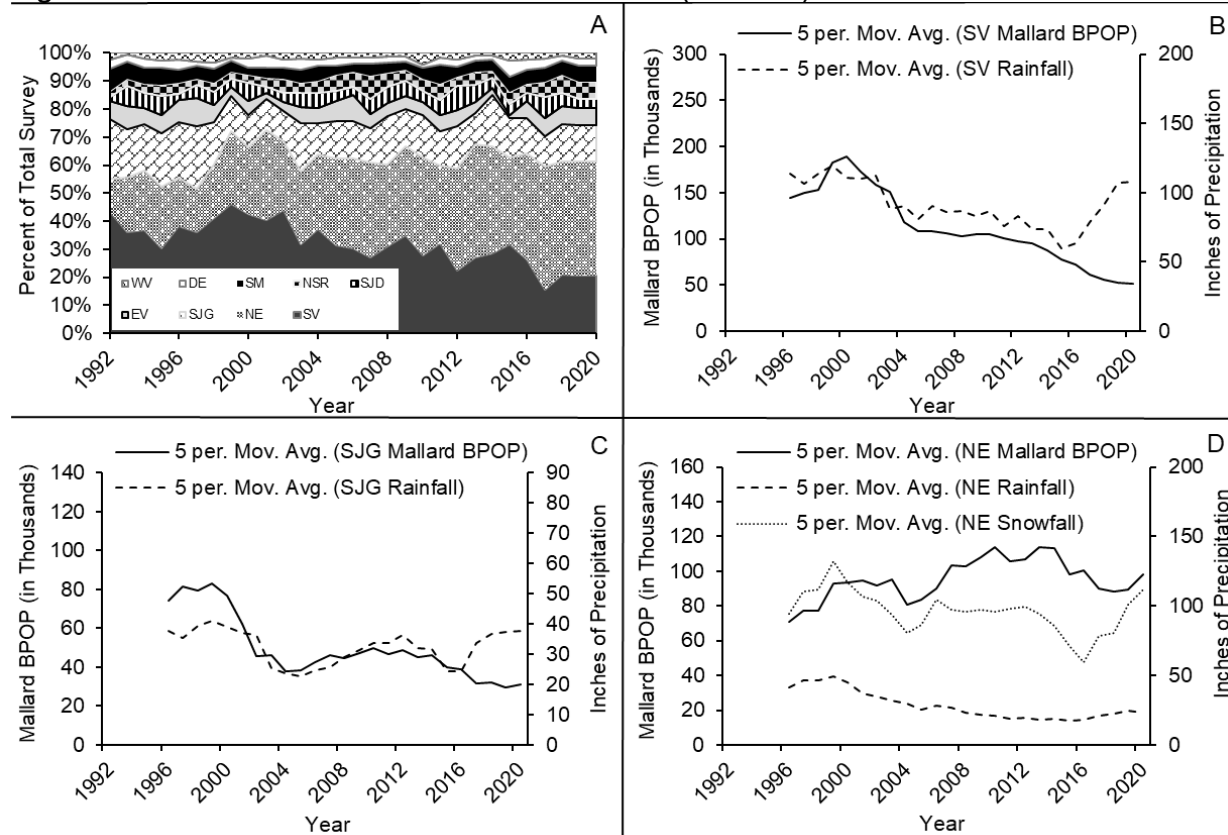 A
100%
90%
80%
70%
60%
50%
40%
30%
20%
10%
0%
Percent of Total Survey
WV DE SM NSR SJD
EV SJG NE SV
1992 1996 2000 2004 2008 2012 2016 2020
Year
B
5 per. Mov. Avg. (SV Mallard BPOP)
5 per. Mov. Avg. (SV Rainfall)
Mallard BPOP (in Thousands)
300
250
200
150
100
50
0
200
150
100
50
0
Inches of Precipitation
1992 1996 2000 2004 2008 2012 2016 2020
Year
C
5 per. Mov. Avg. (SJG Mallard BPOP)
5 per. Mov. Avg. (SJG Rainfall)
Mallard BPOP (in Thousands)
140
120
100
80
60
40
20
0
90
80
70
60
50
40
30
20
10
0
Inches of Precipitation
1992 1996 2000 2004 2008 2012 2016 2020
Year
D
5 per. Mov. Avg. (NE Mallard BPOP)
5 per. Mov. Avg. (NE Rainfall)
5 per. Mov. Avg. (NE Snowfall)
Mallard BPOP (in Thousands)
160
140
120
100
80
60
40
20
0
200
150
100
50
0
Inches of Precipitation
1992 1996 2000 2004 2008 2012 2016 2020
Year